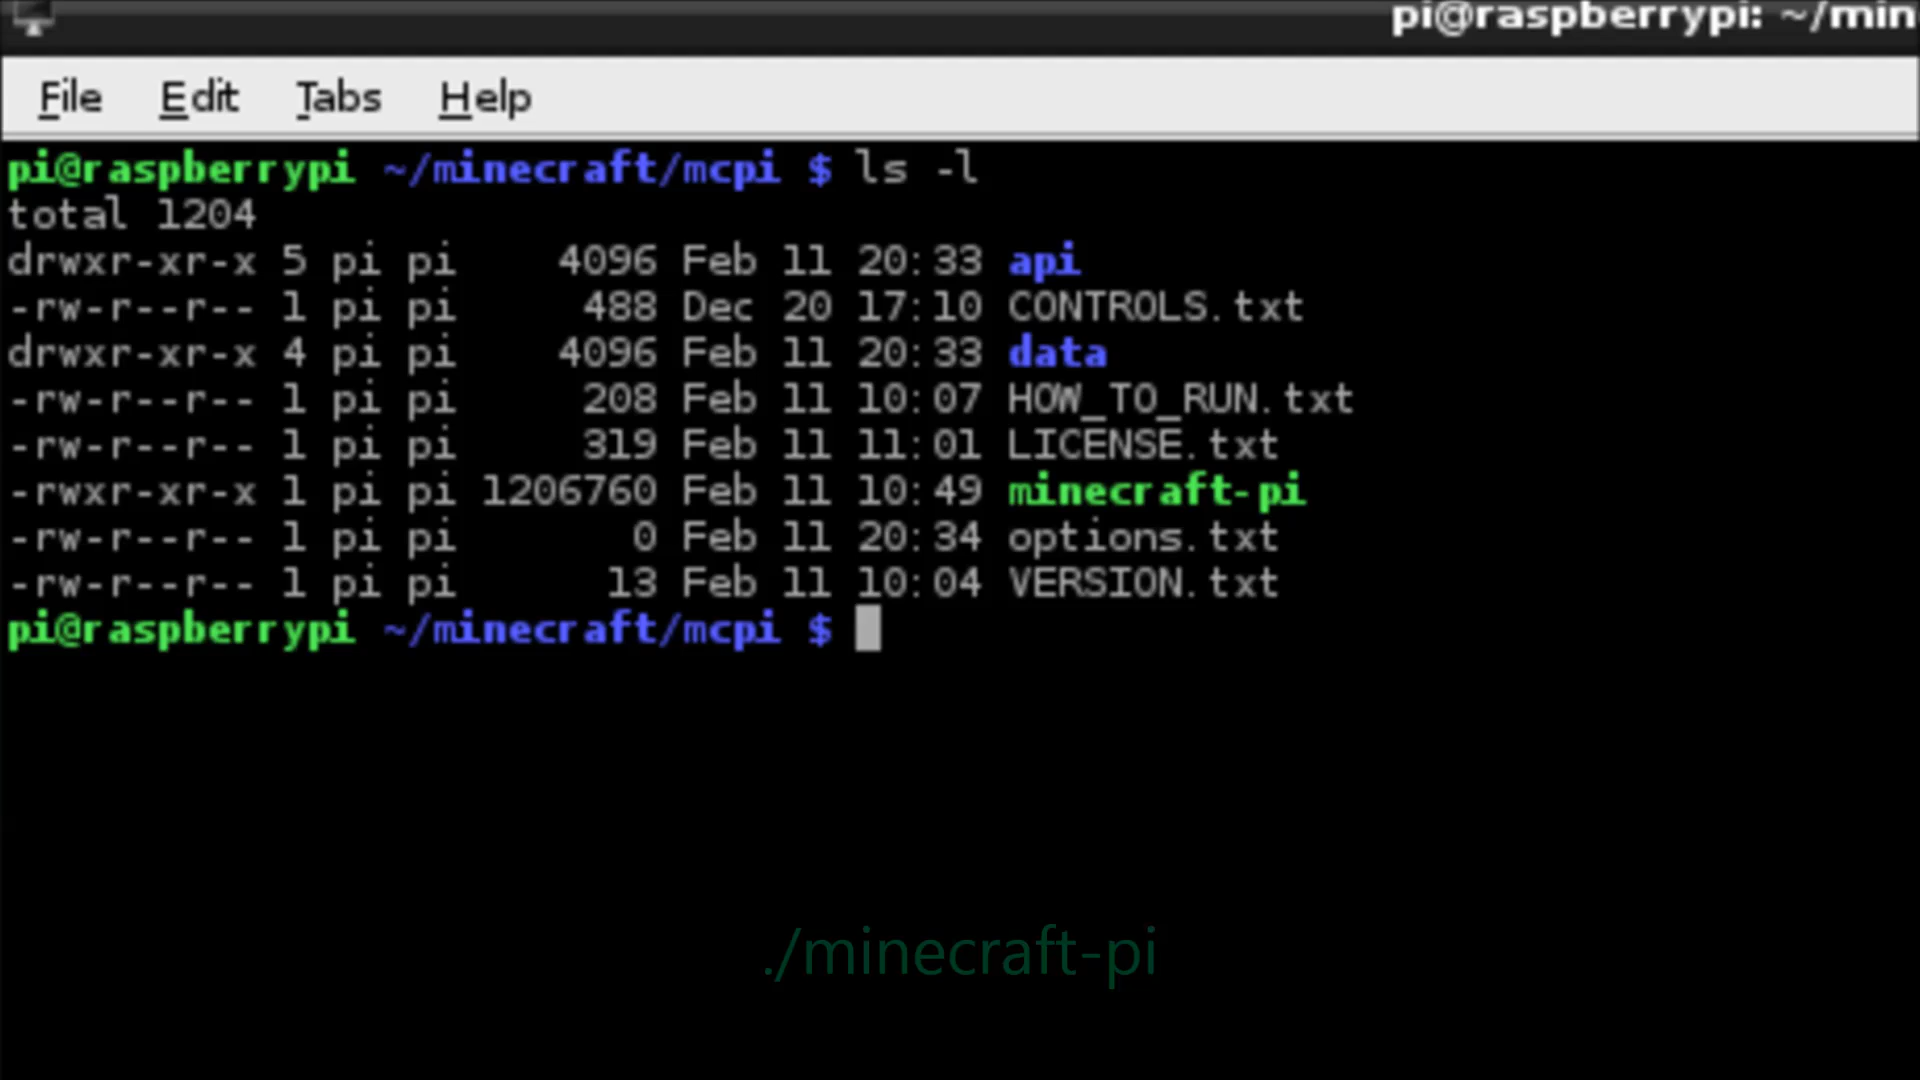 pi@raspberrypi: ~/min
File Edit Tabs Help
pi@raspberrypi ~/minecraft/mcpi $ ls -l
total 1204
drwxr-xr-x 5 pi pi    4096 Feb 11 20:33 api
-rw-r--r-- 1 pi pi     488 Dec 20 17:10 CONTROLS.txt
drwxr-xr-x 4 pi pi    4096 Feb 11 20:33 data
-rw-r--r-- 1 pi pi     208 Feb 11 10:07 HOW_TO_RUN.txt
-rw-r--r-- 1 pi pi     319 Feb 11 11:01 LICENSE.txt
-rwxr-xr-x 1 pi pi 1206760 Feb 11 10:49 minecraft-pi
-rw-r--r-- 1 pi pi       0 Feb 11 20:34 options.txt
-rw-r--r-- 1 pi pi      13 Feb 11 10:04 VERSION.txt
pi@raspberrypi ~/minecraft/mcpi $
./minecraft-pi